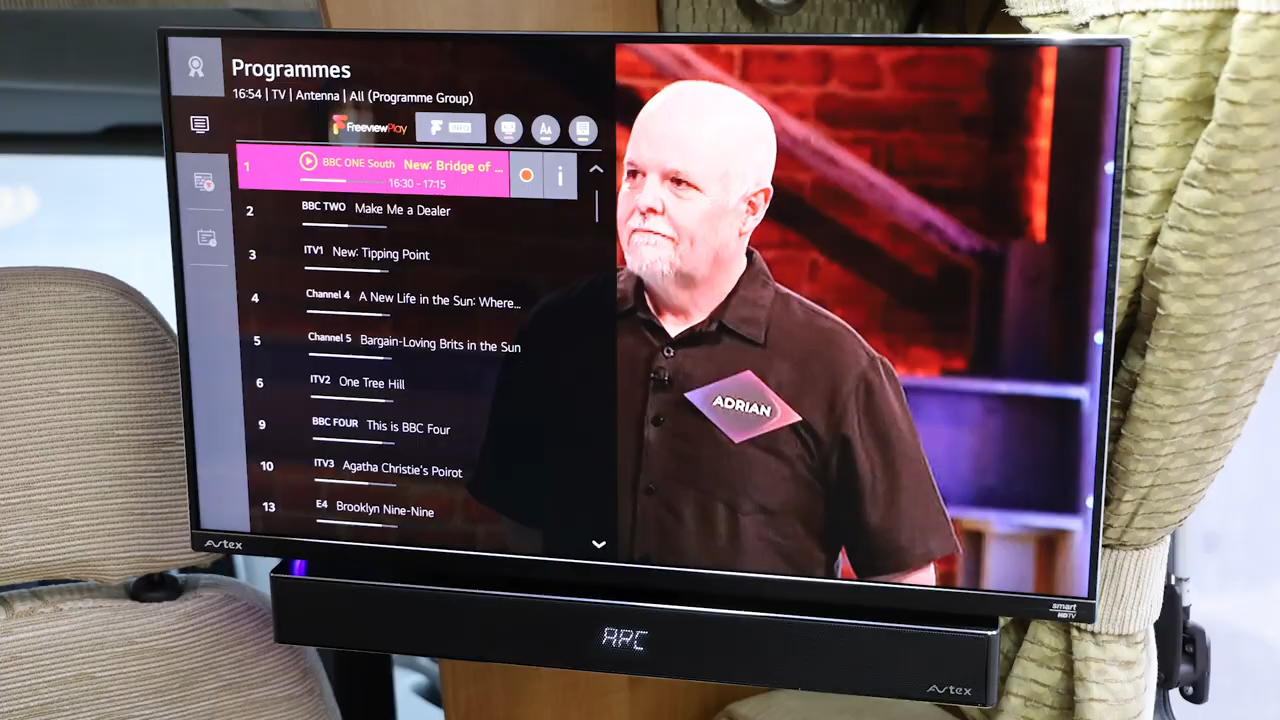 Programmes
16:54 | TV | Antenna | All (Programme Group)
FreeviewPlay
1 BBC ONE South New: Bridge of ...
16:30 - 17:15
2 BBC TWO Make Me a Dealer
3 ITV1 New: Tipping Point
4 Channel 4 A New Life in the Sun: Where...
5 Channel 5 Bargain-Loving Brits in the Sun
6 ITV2 One Tree Hill
9 BBC FOUR This is BBC Four
10 ITV3 Agatha Christie's Poirot
13 E4 Brooklyn Nine-Nine
ADRIAN
Avtex
smart
HDTV
ARC
Avtex